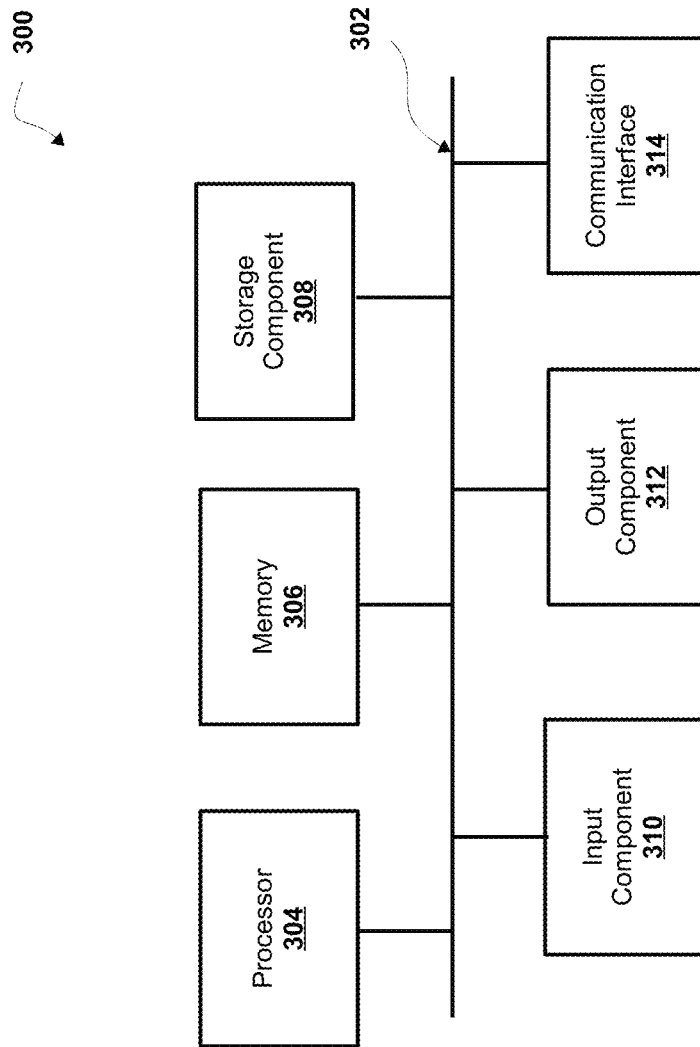 300
302
Processor
304
Memory
306
Storage
Component
308
Input
Component
310
Output
Component
312
Communication
Interface
314